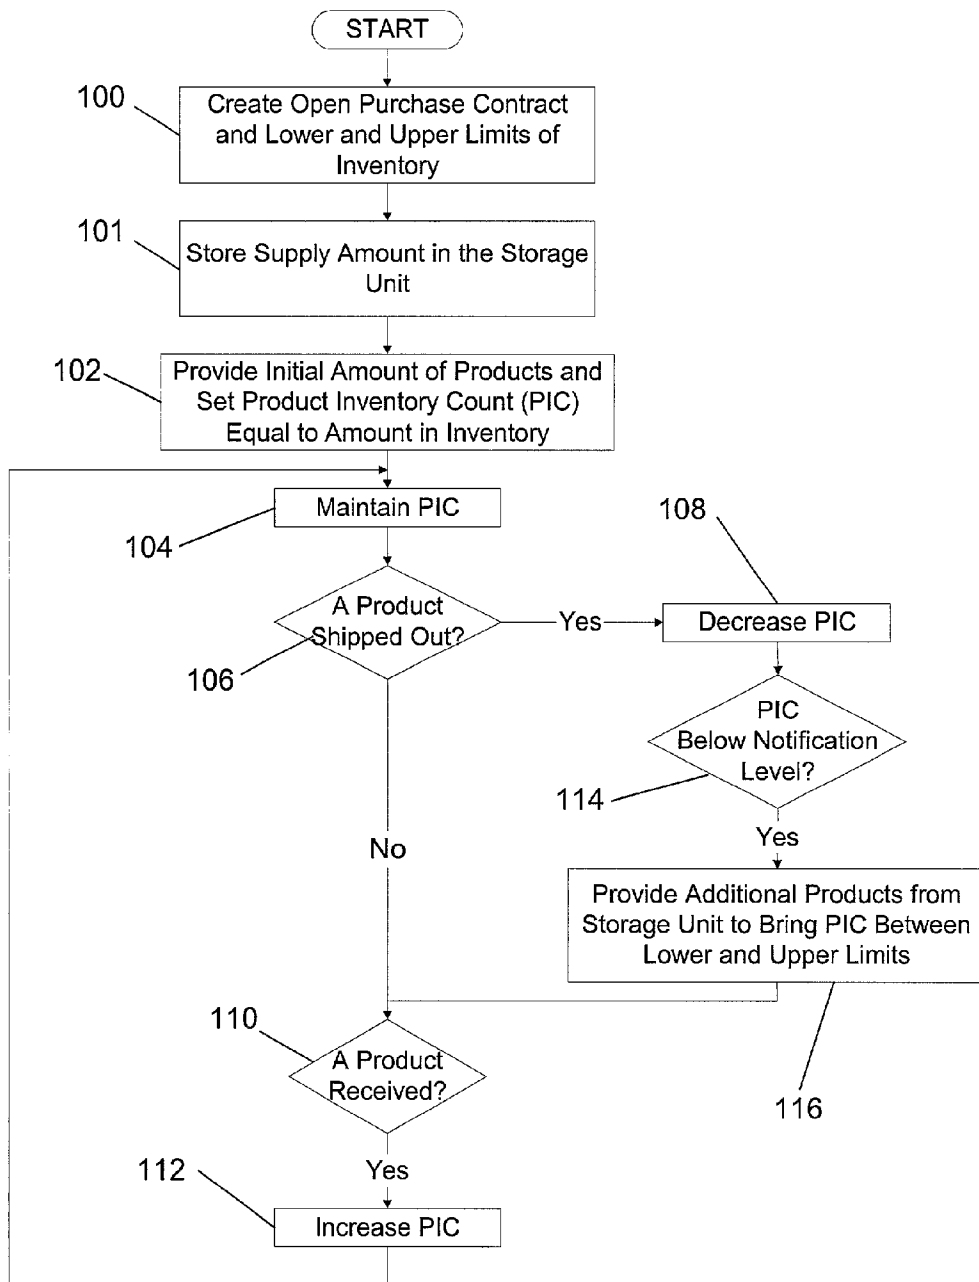 START
100
Create Open Purchase Contract
and Lower and Upper Limits of
Inventory
101
Store Supply Amount in the Storage
Unit
102
Provide Initial Amount of Products and
Set Product Inventory Count (PIC)
Equal to Amount in Inventory
Maintain PIC
104
A Product
Shipped Out?
106
Yes
108
Decrease PIC
PIC
Below Notification
Level?
114
Yes
No
Provide Additional Products from
Storage Unit to Bring PIC Between
Lower and Upper Limits
116
110
A Product
Received?
Yes
112
Increase PIC